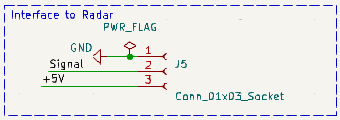 Interface to Radar
PWR_FLAG
GND
1
Signal
2
J5
+5V
3
Conn_01x03_Socket